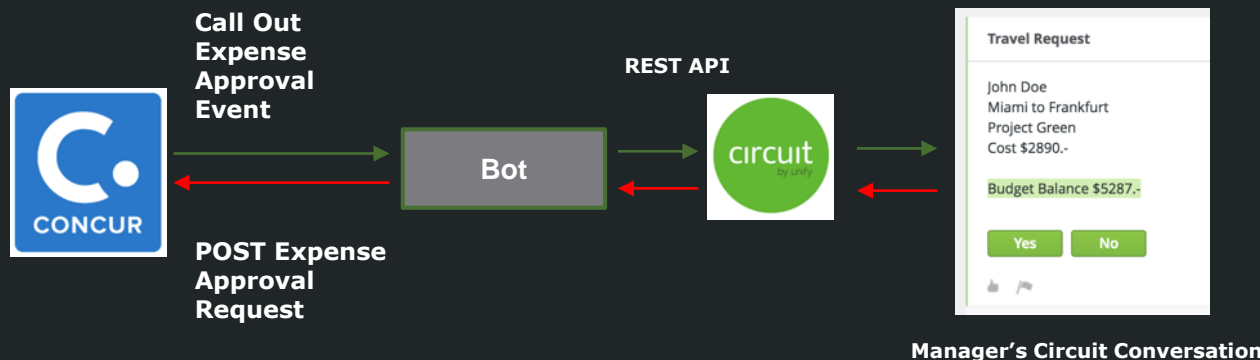 Call Out
Expense
Approval
Event
CONCUR
POST Expense
Approval
Request
Bot
REST API
circuit
by unify
Travel Request
John Doe
Miami to Frankfurt
Project Green
Cost $2890.-
Budget Balance $5287.-
Yes
No
Manager’s Circuit Conversation